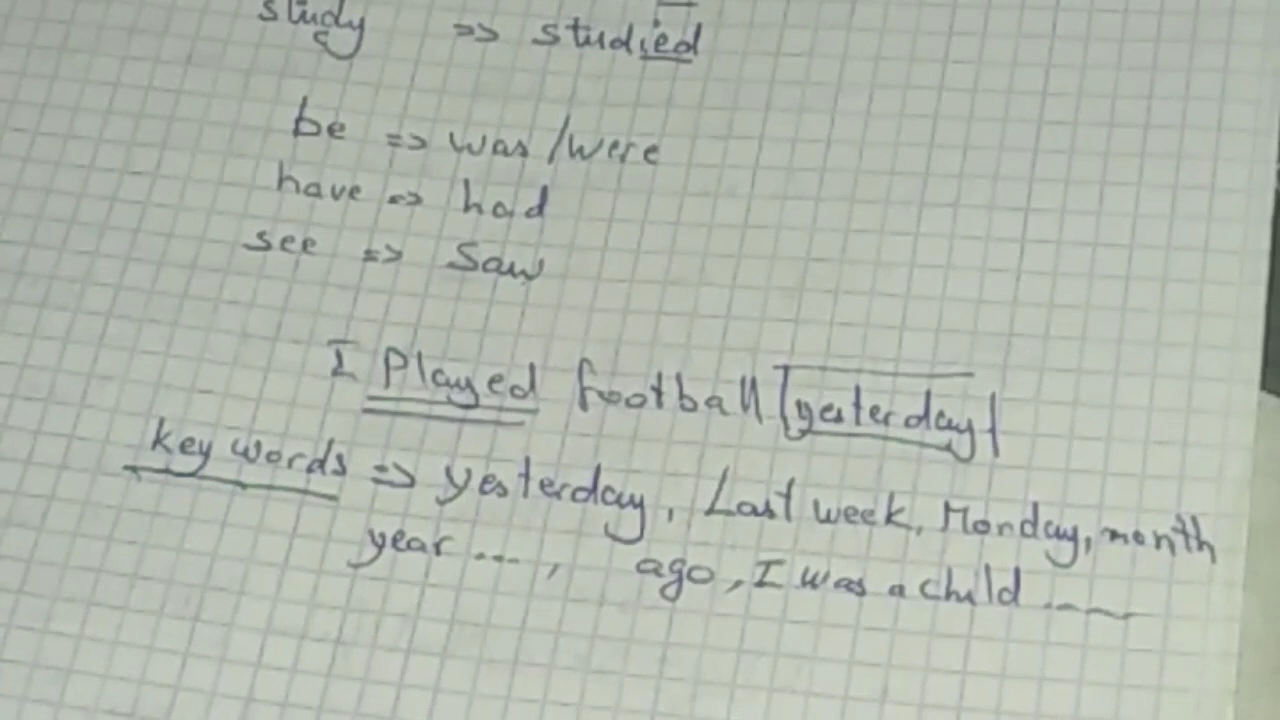 study => studied
be => was/were
have => had
see => saw
I Played football yesterday
key words => yesterday, Last week, Monday, month
year ..., ago, I was a child ....